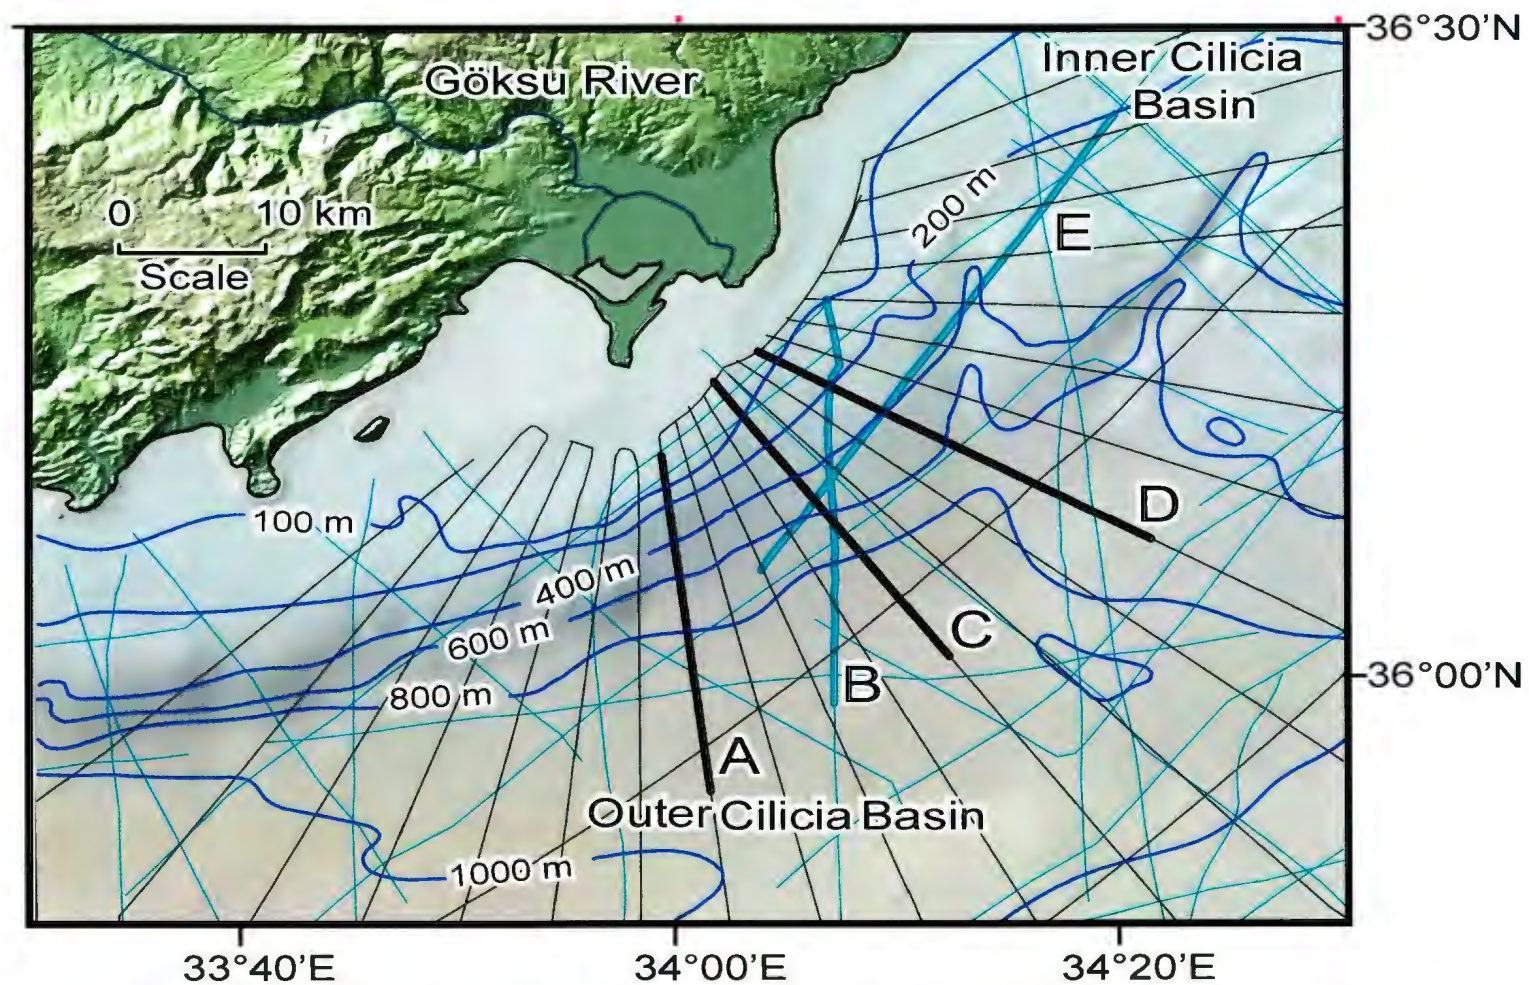 36°30'N
Inner Cilicia
Basin
Göksu River
0 10 km
Scale
200 m
E
D
100 m
400 m
600 m
C
36°00'N
B
800 m
A
Outer Cilicia Basin
1000 m
33°40'E 34°00'E 34°20'E